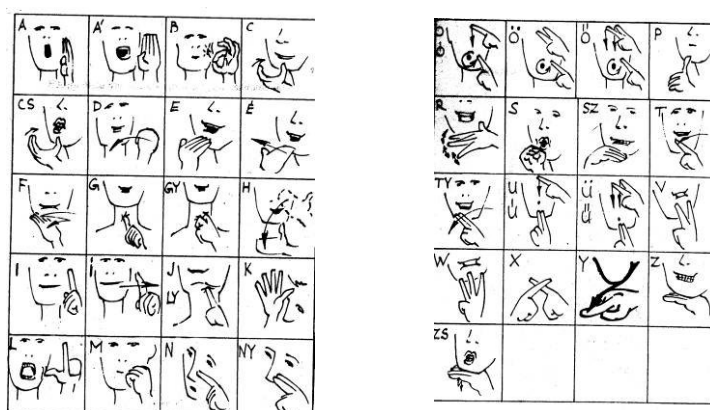 A Á B C
CS D E É
F G GY H
I Í J K
LY
L M N NY
O Ö Ő P
Ó
R S SZ T
TY U Ü V
Ú Ű
W X Y Z
ZS